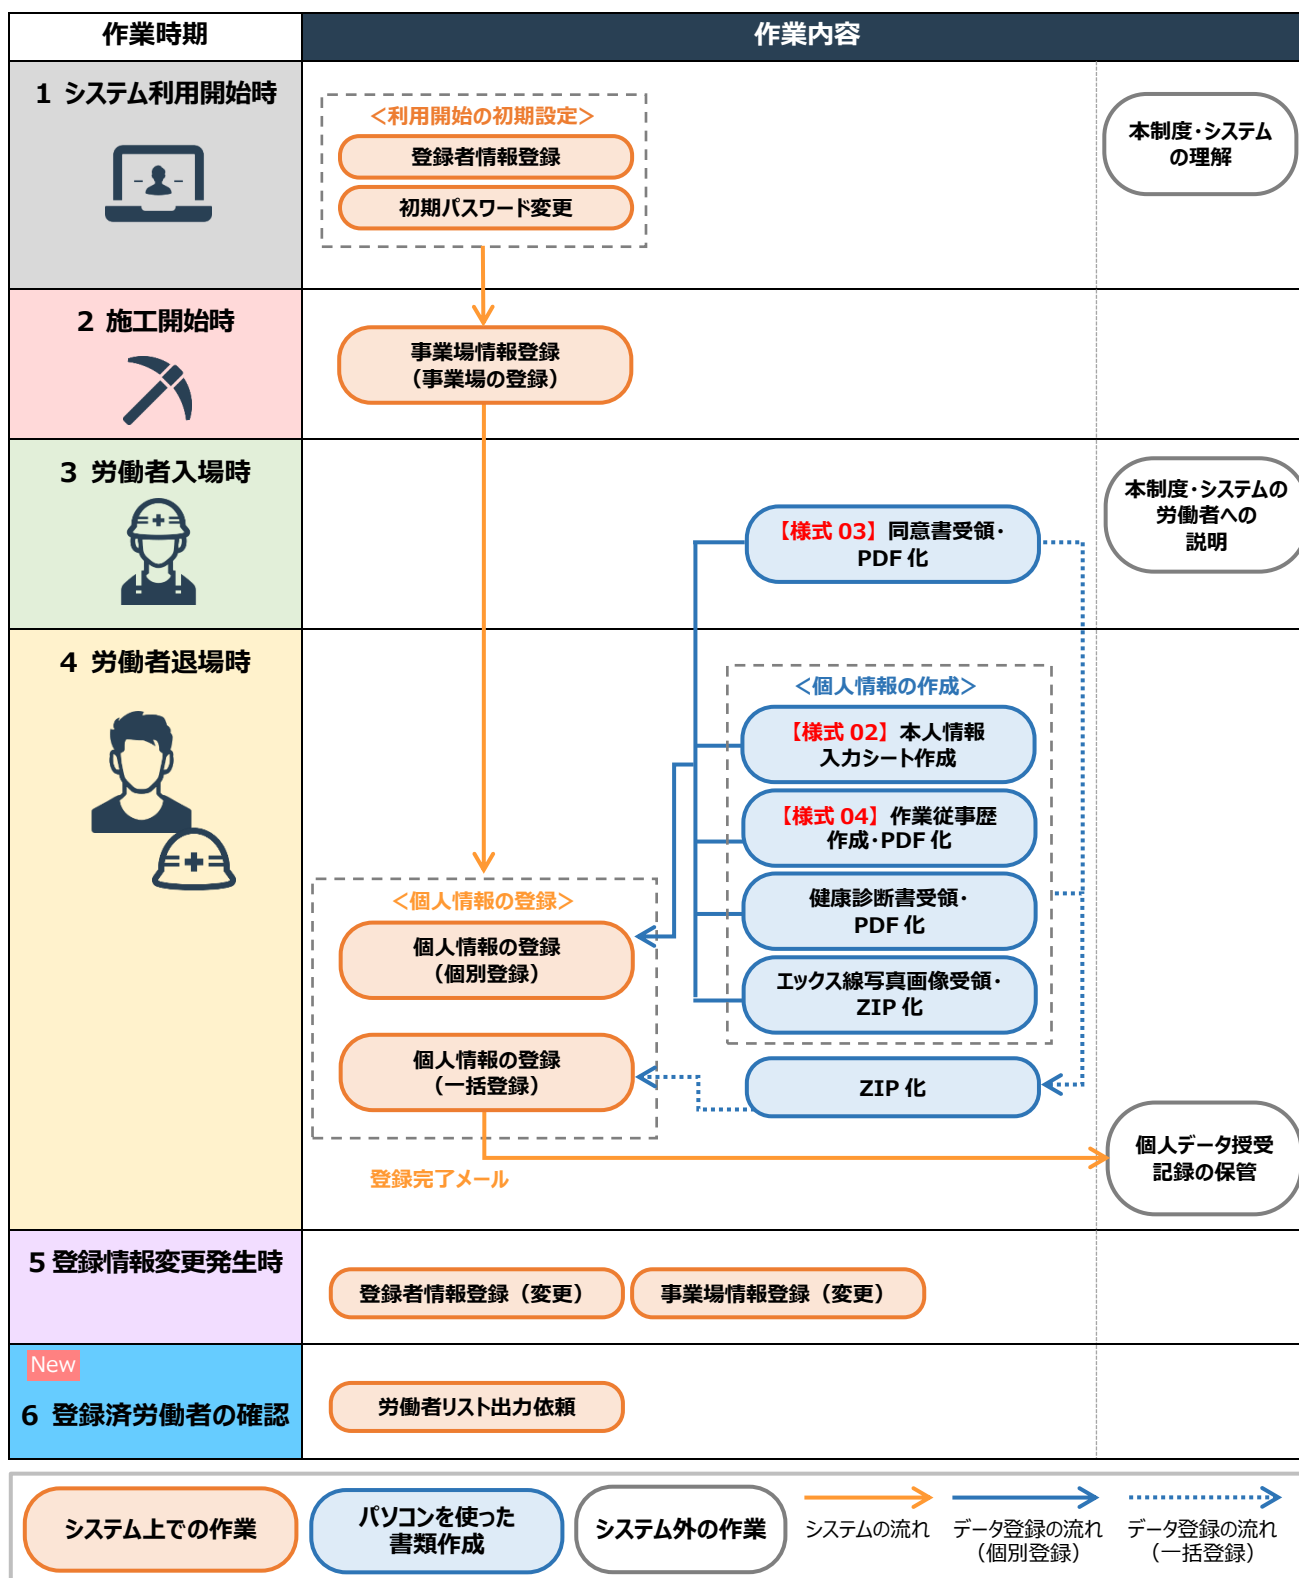 作業時期
作業内容
1 システム利用開始時
＜利用開始の初期設定＞
登録者情報登録
初期パスワード変更
本制度・システム
の理解
2 施工開始時
事業場情報登録
（事業場の登録）
3 労働者入場時
【様式 03】同意書受領・
PDF 化
本制度・システムの
労働者への
説明
4 労働者退場時
＜個人情報の作成＞
【様式 02】本人情報
入力シート作成
【様式 04】作業従事歴
作成・PDF 化
健康診断書受領・
PDF 化
エックス線写真画像受領・
ZIP 化
ZIP 化
＜個人情報の登録＞
個人情報の登録
（個別登録）
個人情報の登録
（一括登録）
登録完了メール
個人データ授受
記録の保管
5 登録情報変更発生時
登録者情報登録（変更）
事業場情報登録（変更）
New
6 登録済労働者の確認
労働者リスト出力依頼
システム上での作業
パソコンを使った
書類作成
システム外の作業
システムの流れ
データ登録の流れ
（個別登録）
データ登録の流れ
（一括登録）